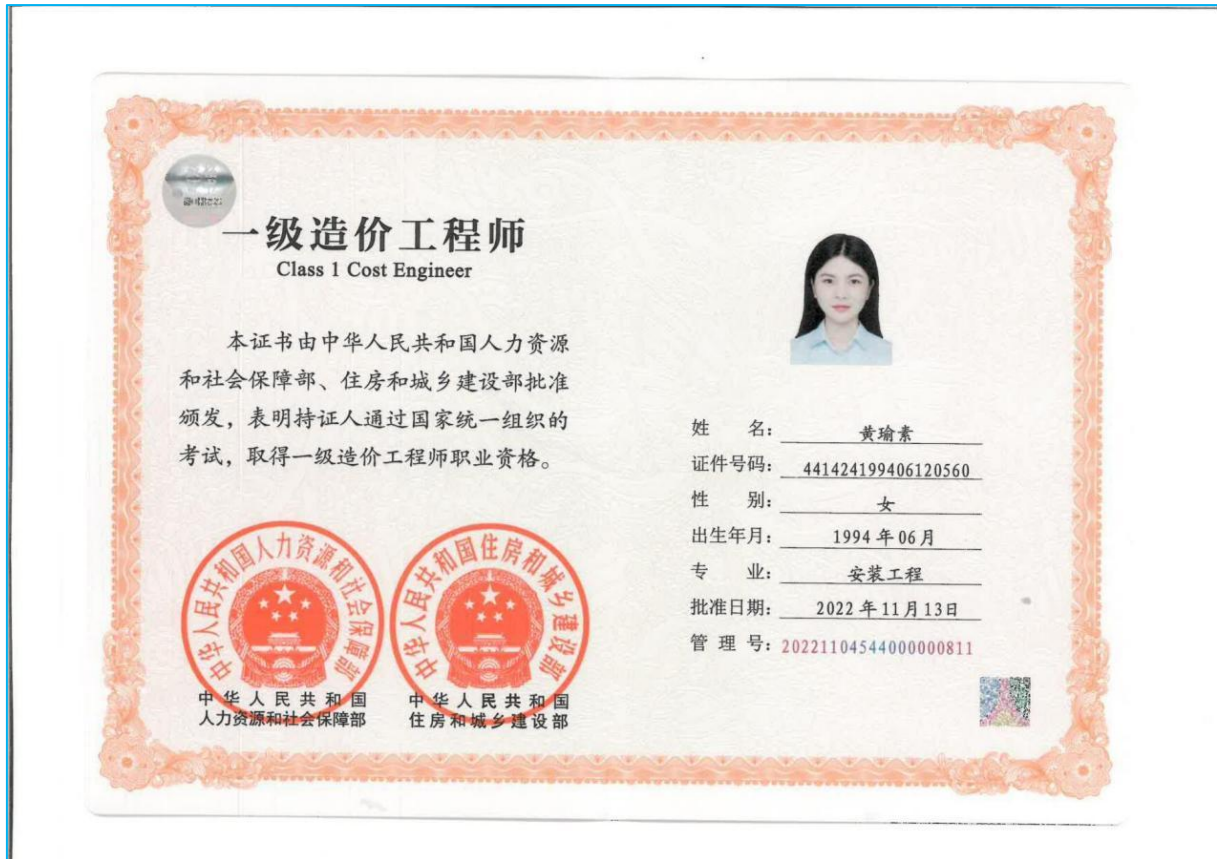 一级造价工程师
Class 1 Cost Engineer
本证书由中华人民共和国人力资源
和社会保障部、住房和城乡建设部批准
颁发，表明持证人通过国家统一组织的
考试，取得一级造价工程师职业资格。
中华人民共和国人力资源和社会保障部
中华人民共和国
人力资源和社会保障部
中华人民共和国住房和城乡建设部
中华人民共和国
住房和城乡建设部
姓 名：黄瑜素
证件号码：441424199406120560
性 别：女
出生年月：1994年06月
专 业：安装工程
批准日期：2022年11月13日
管 理 号：20221104544000000811